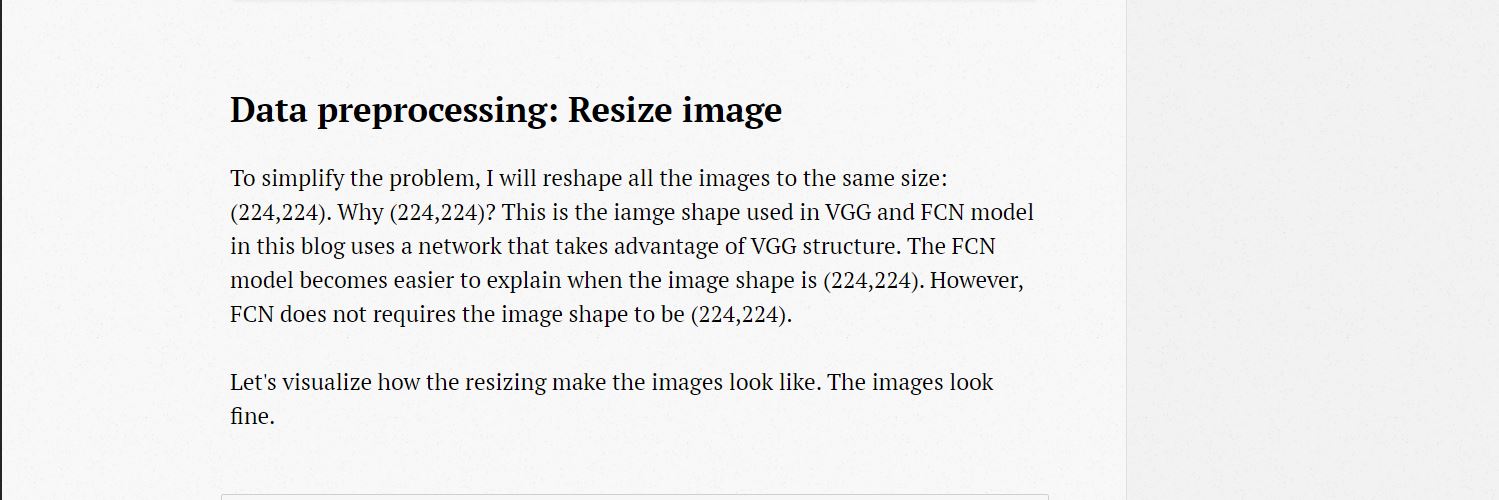 Data preprocessing: Resize image
To simplify the problem, I will reshape all the images to the same size:
(224,224). Why (224,224)? This is the iamge shape used in VGG and FCN model
in this blog uses a network that takes advantage of VGG structure. The FCN
model becomes easier to explain when the image shape is (224,224). However,
FCN does not requires the image shape to be (224,224).
Let's visualize how the resizing make the images look like. The images look
fine.